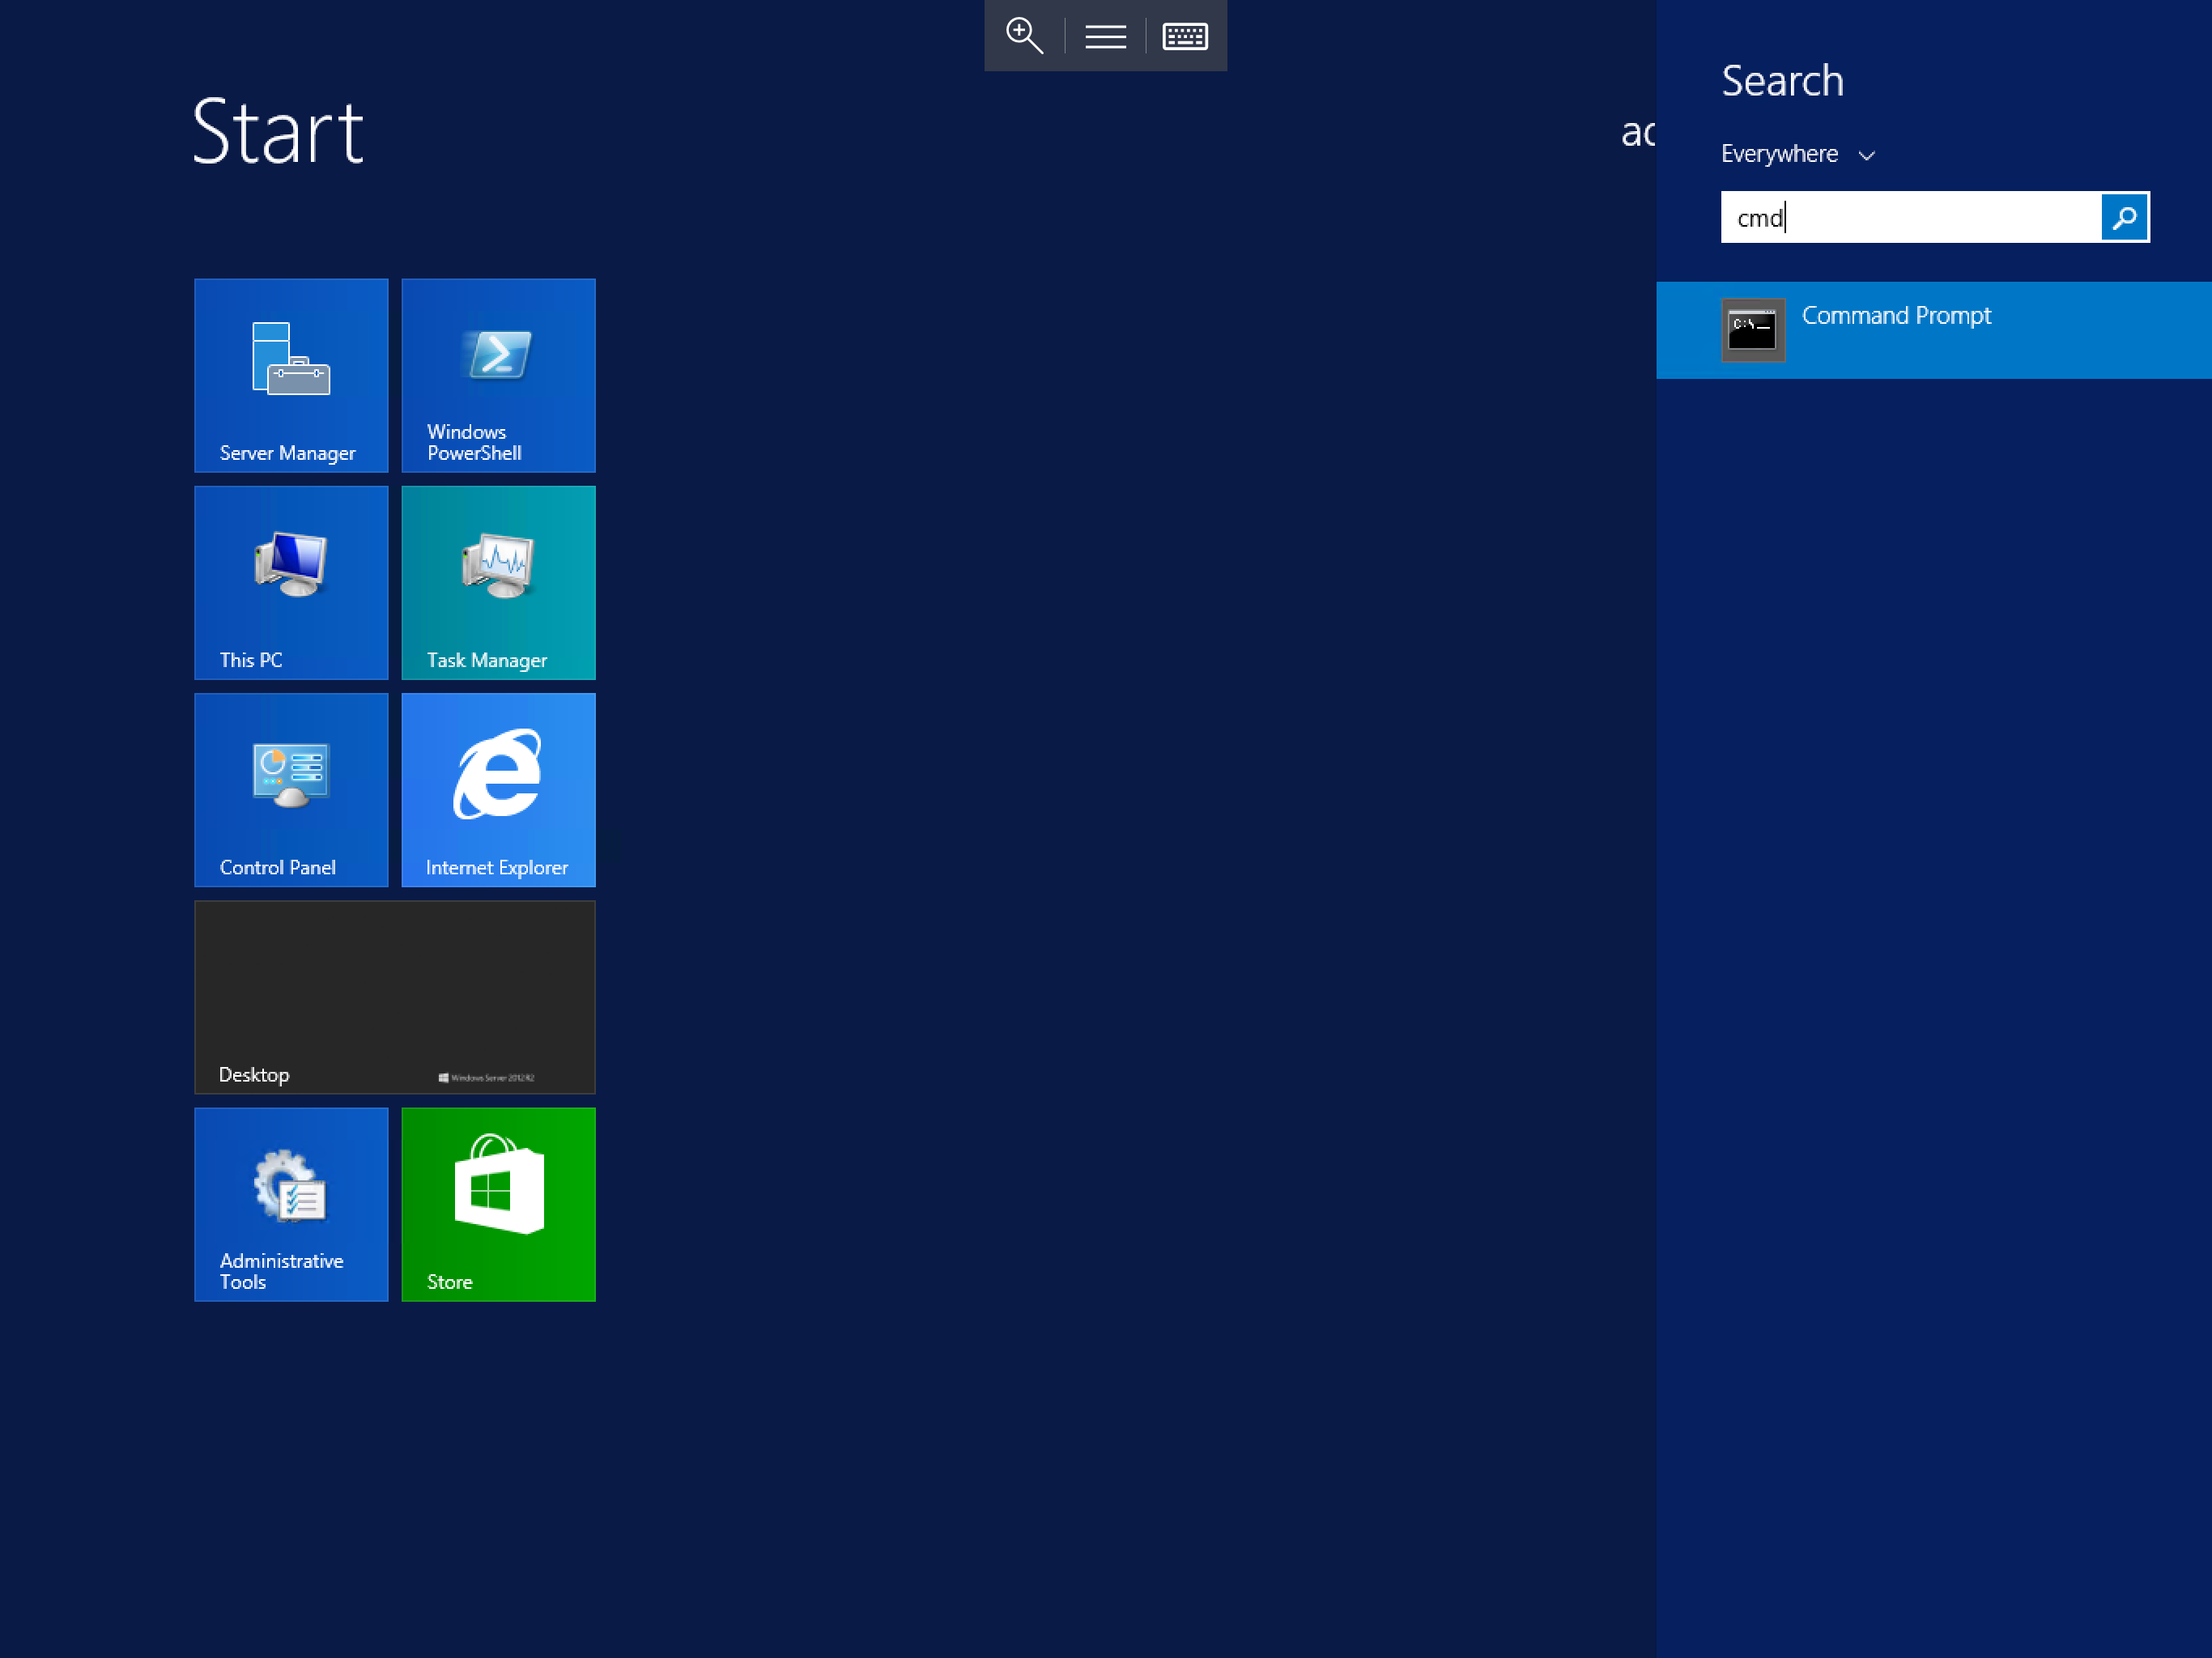 Start
ac
Search
Everywhere
cmd
Command Prompt
Server Manager
Windows
PowerShell
This PC
Task Manager
Control Panel
Internet Explorer
Desktop
Windows Server 2012 R2
Administrative
Tools
Store